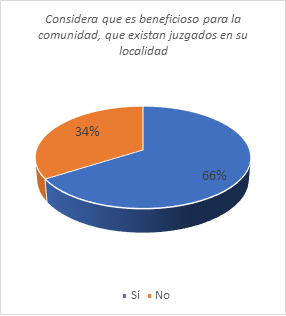 Considera que es beneficioso para la
comunidad, que existan juzgados en su
localidad
34%
66%
Sí No